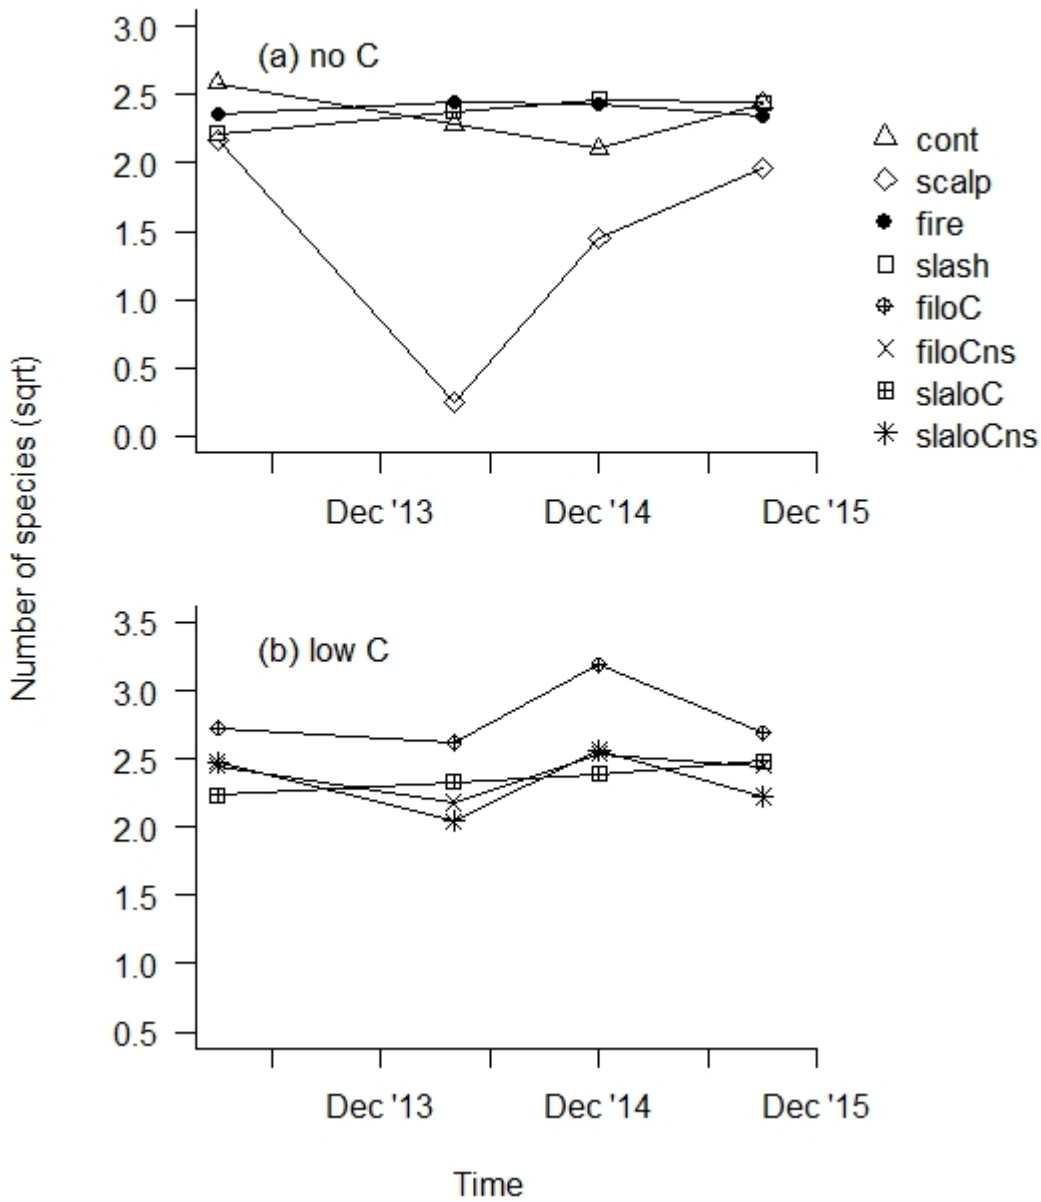 Number of species (sqrt)
(a) no C
3.0
2.5
2.0
1.5
1.0
0.5
0.0
Dec '13 Dec '14 Dec '15
cont
scalp
fire
slash
filoC
filoCns
slaloC
slaloCns
(b) low C
3.5
3.0
2.5
2.0
1.5
1.0
0.5
Dec '13 Dec '14 Dec '15
Time